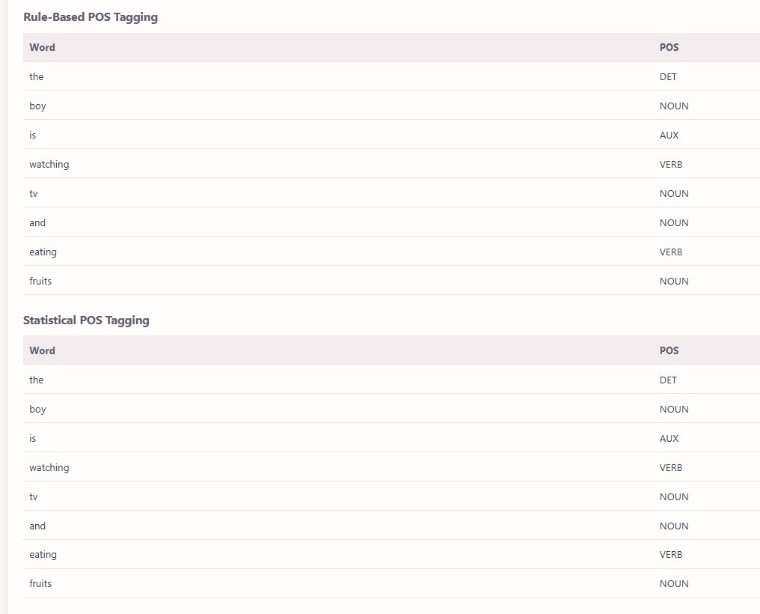 Rule-Based POS Tagging
Word POS
the DET
boy NOUN
is AUX
watching VERB
tv NOUN
and NOUN
eating VERB
fruits NOUN
Statistical POS Tagging
Word POS
the DET
boy NOUN
is AUX
watching VERB
tv NOUN
and NOUN
eating VERB
fruits NOUN